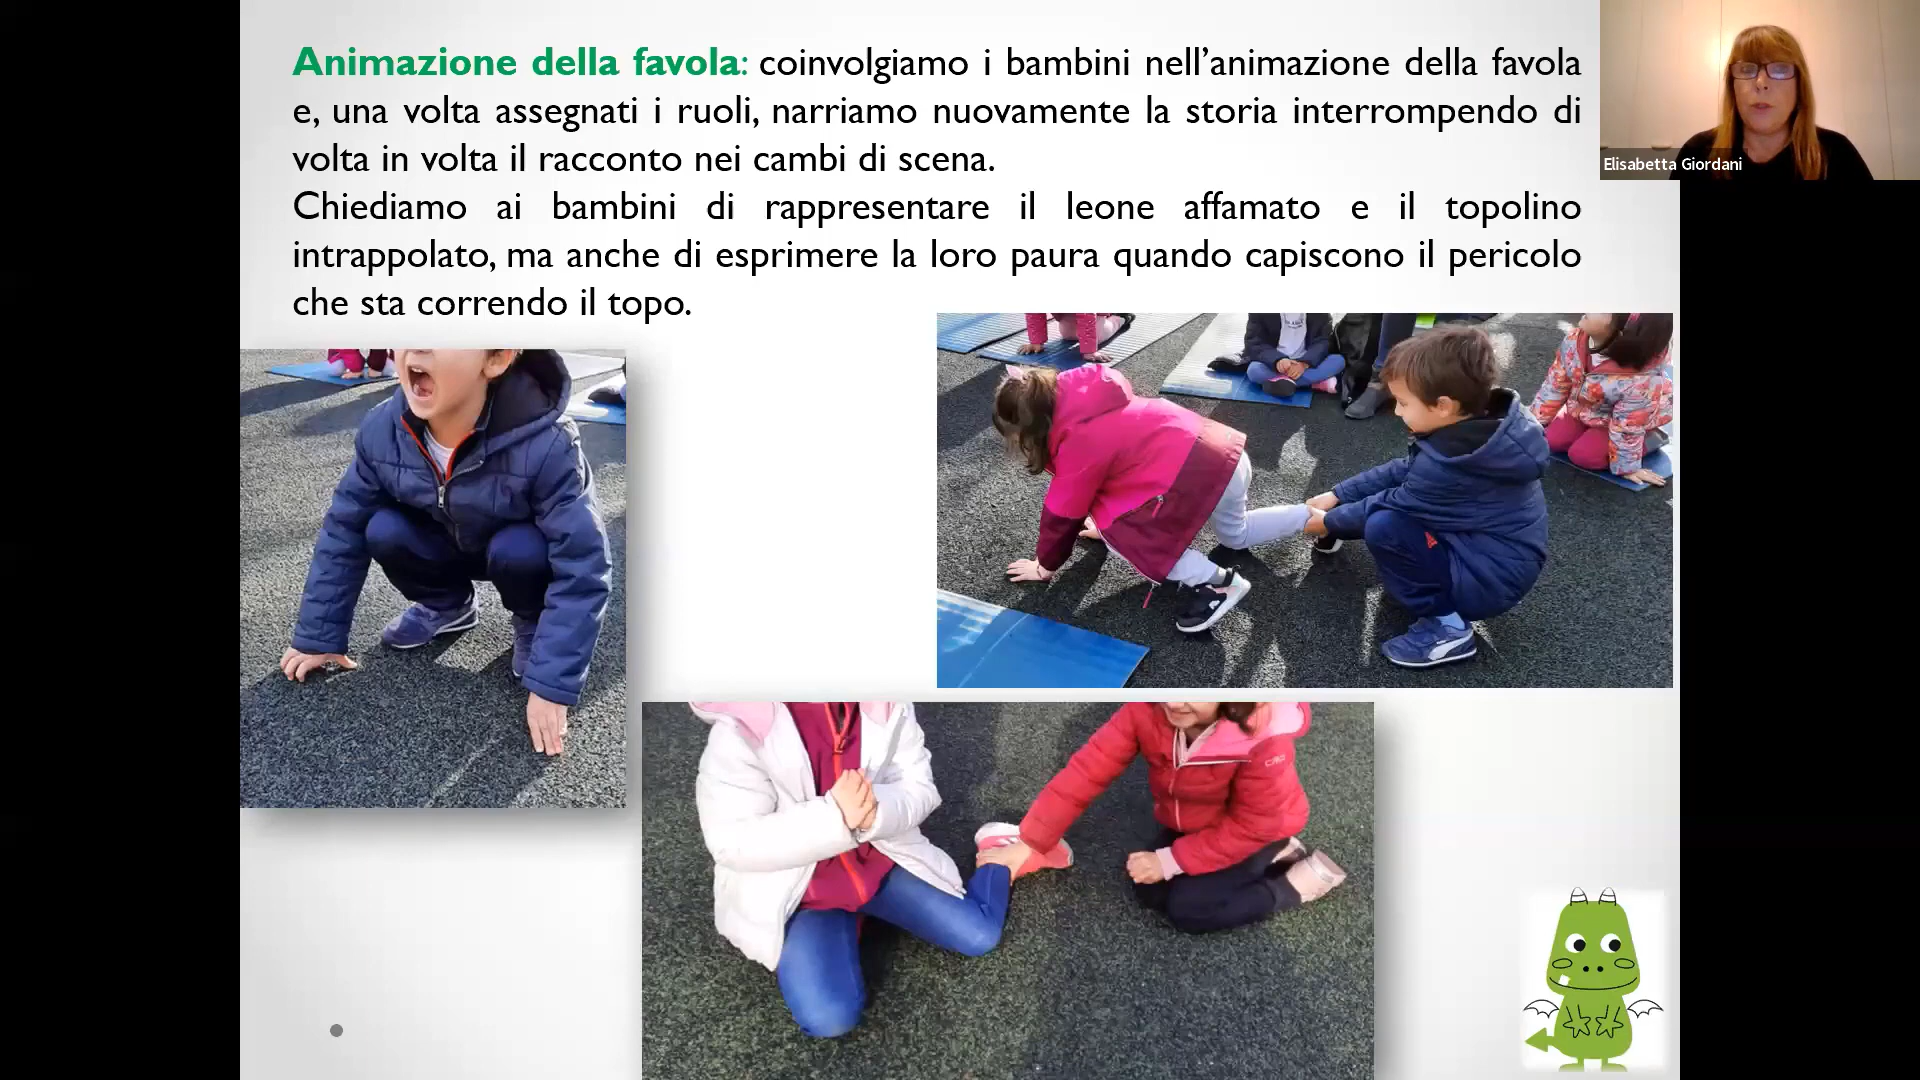 Animazione della favola: coinvolgiamo i bambini nell’animazione della favola
e, una volta assegnati i ruoli, narriamo nuovamente la storia interrompendo di
volta in volta il racconto nei cambi di scena.
Chiediamo ai bambini di rappresentare il leone affamato e il topolino
intrappolato, ma anche di esprimere la loro paura quando capiscono il pericolo
che sta correndo il topo.
Elisabetta Giordani